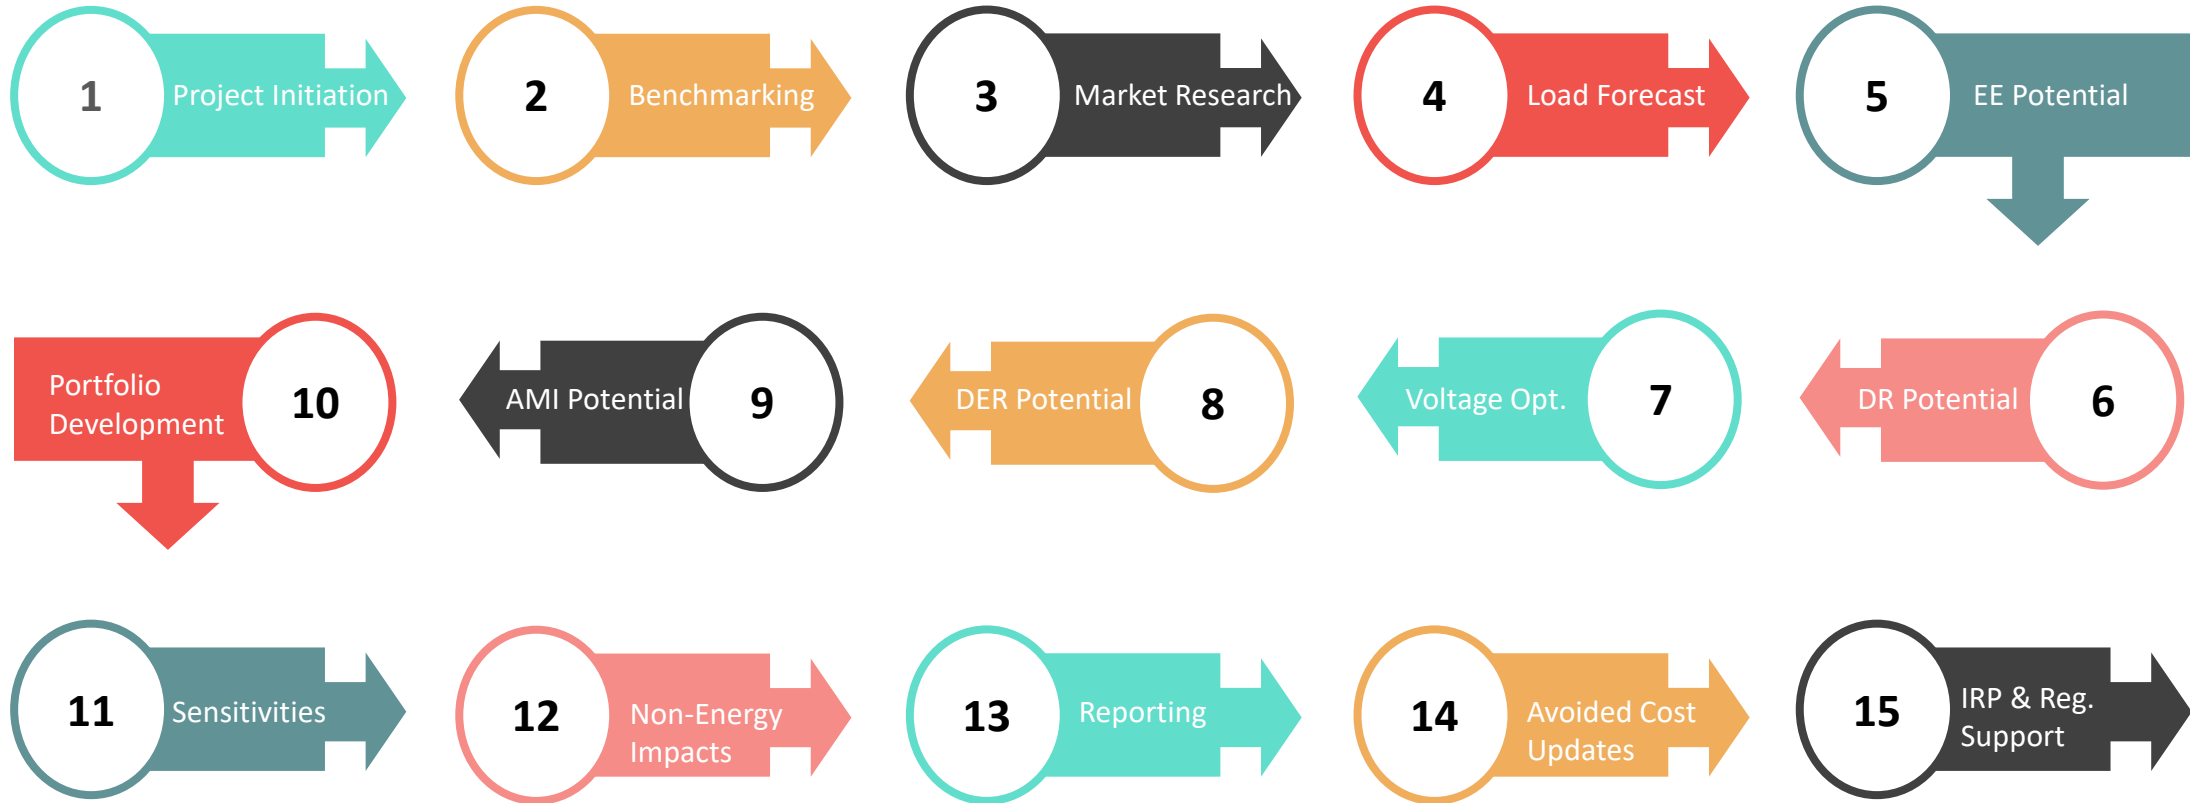 1
Project Initiation
2
Benchmarking
3
Market Research
4
Load Forecast
5
EE Potential
6
DR Potential
7
Voltage Opt.
8
DER Potential
9
AMI Potential
10
Portfolio
Development
11
Sensitivities
12
Non-Energy
Impacts
13
Reporting
14
Avoided Cost
Updates
15
IRP & Reg.
Support